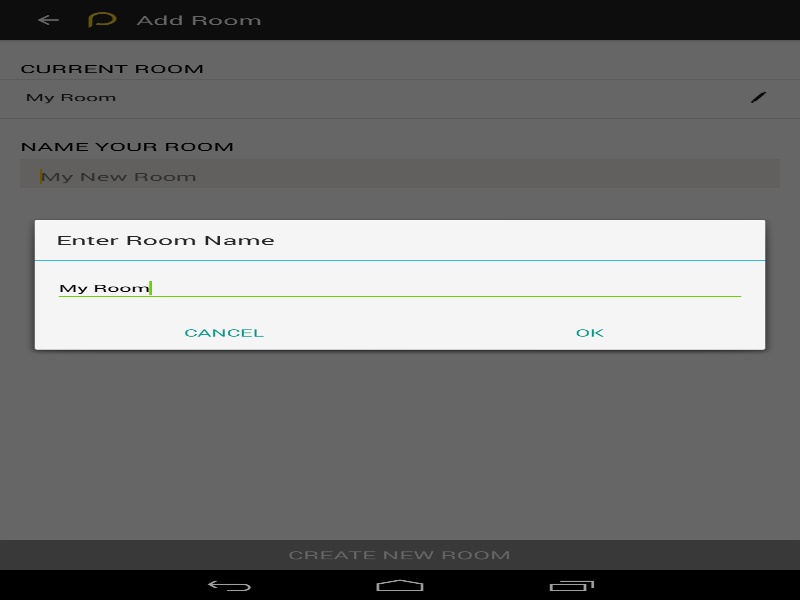 Add Room
CURRENT ROOM
My Room
NAME YOUR ROOM
My New Room
Enter Room Name
My Room
CANCEL
OK
CREATE NEW ROOM